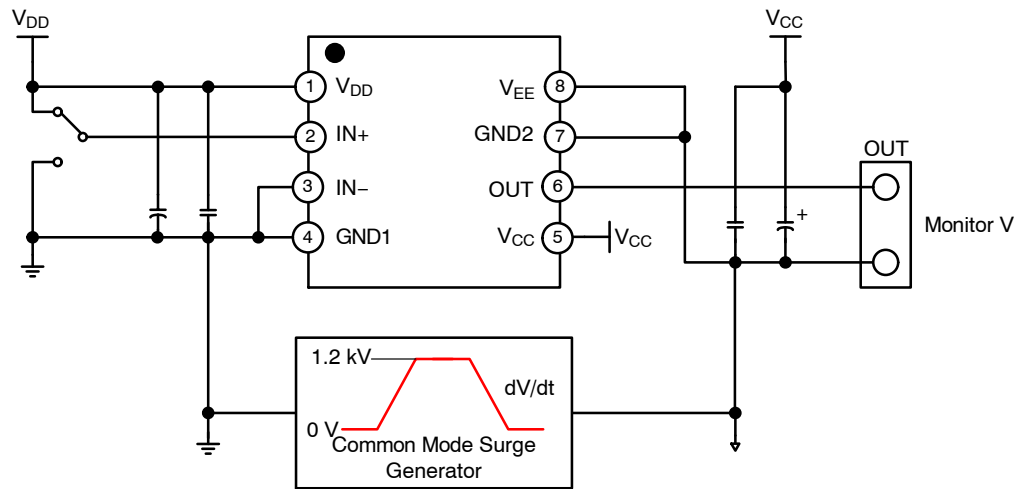 VDD
VCC
1 VDD
2 IN+
3 IN−
4 GND1
VEE 8
GND2 7
OUT 6
VCC 5
VCC
+
OUT
Monitor V
1.2 kV
dV/dt
0 V
Common Mode Surge
Generator